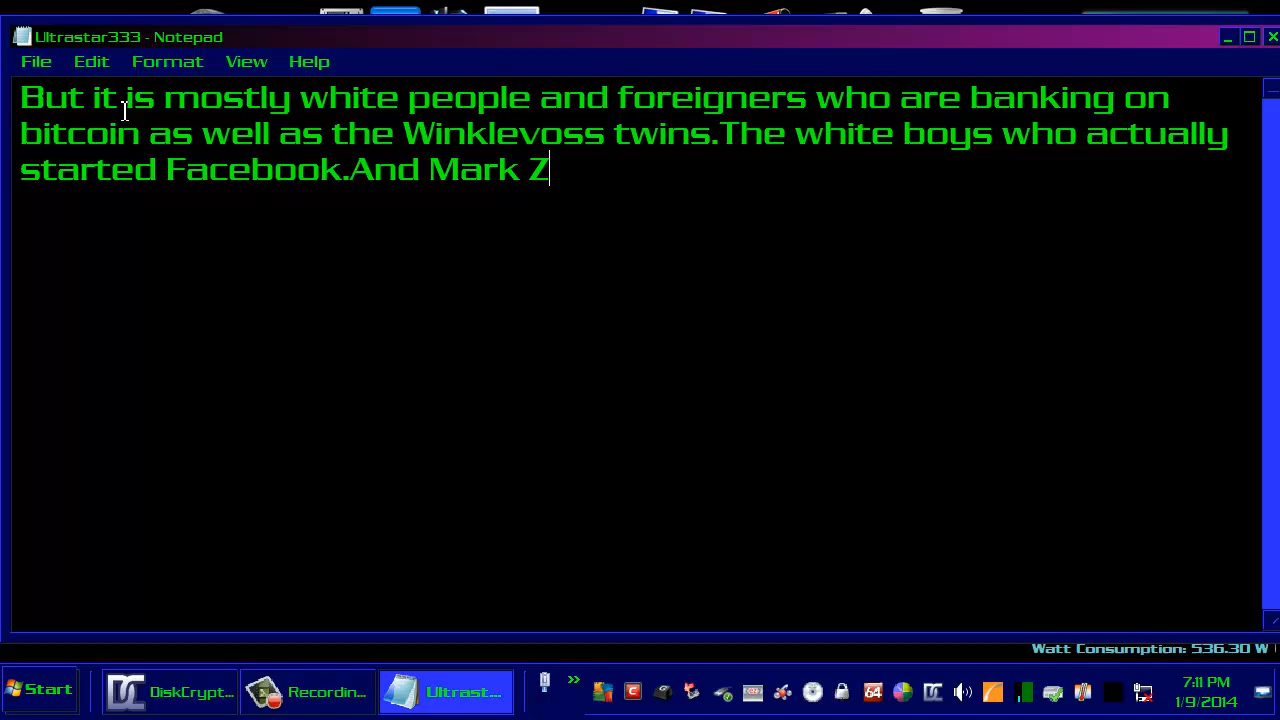 Ultrastar333 - Notepad
File Edit Format View Help
But it is mostly white people and foreigners who are banking on
bitcoin as well as the Winklevoss twins.The white boys who actually
started Facebook.And Mark Z
Watt Consumption: 536.30 W
Start DiskCrypt... Recordin... Ultrast... 64 7:11 PM
1/9/2014